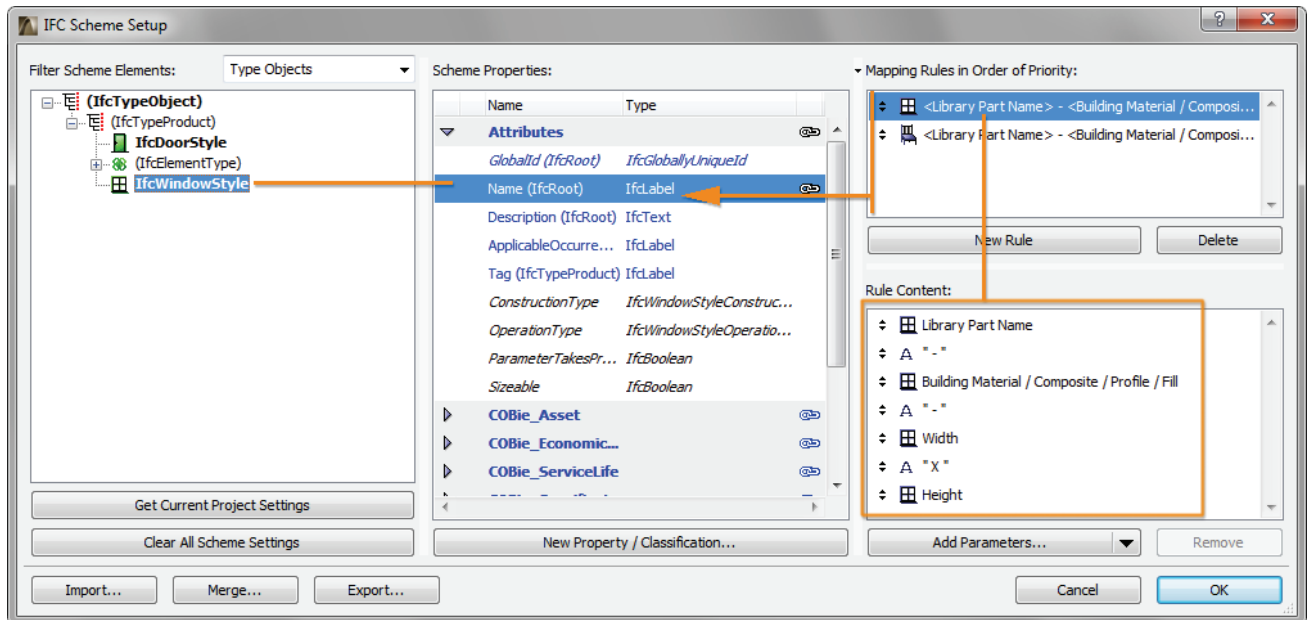 IFC Scheme Setup
Filter Scheme Elements:
Type Objects
(IfcTypeObject)
(IfcTypeProduct)
IfcDoorStyle
(IfcElementType)
IfcWindowStyle
Get Current Project Settings
Clear All Scheme Settings
Scheme Properties:
Name Type
Attributes
GlobalId (IfcRoot) IfcGloballyUniqueId
Name (IfcRoot) IfcLabel
Description (IfcRoot) IfcText
ApplicableOccurre... IfcLabel
Tag (IfcTypeProduct) IfcLabel
ConstructionType IfcWindowStyleConstruc...
OperationType IfcWindowStyleOperatio...
ParameterTakesPr... IfcBoolean
Sizeable IfcBoolean
COBie_Asset
COBie_Economic...
COBie_ServiceLife
New Property / Classification...
Mapping Rules in Order of Priority:
<Library Part Name> - <Building Material / Composi...
<Library Part Name> - <Building Material / Composi...
New Rule
Delete
Rule Content:
Library Part Name
A " - "
Building Material / Composite / Profile / Fill
A " - "
Width
A " X "
Height
Add Parameters...
Remove
Import...
Merge...
Export...
Cancel
OK